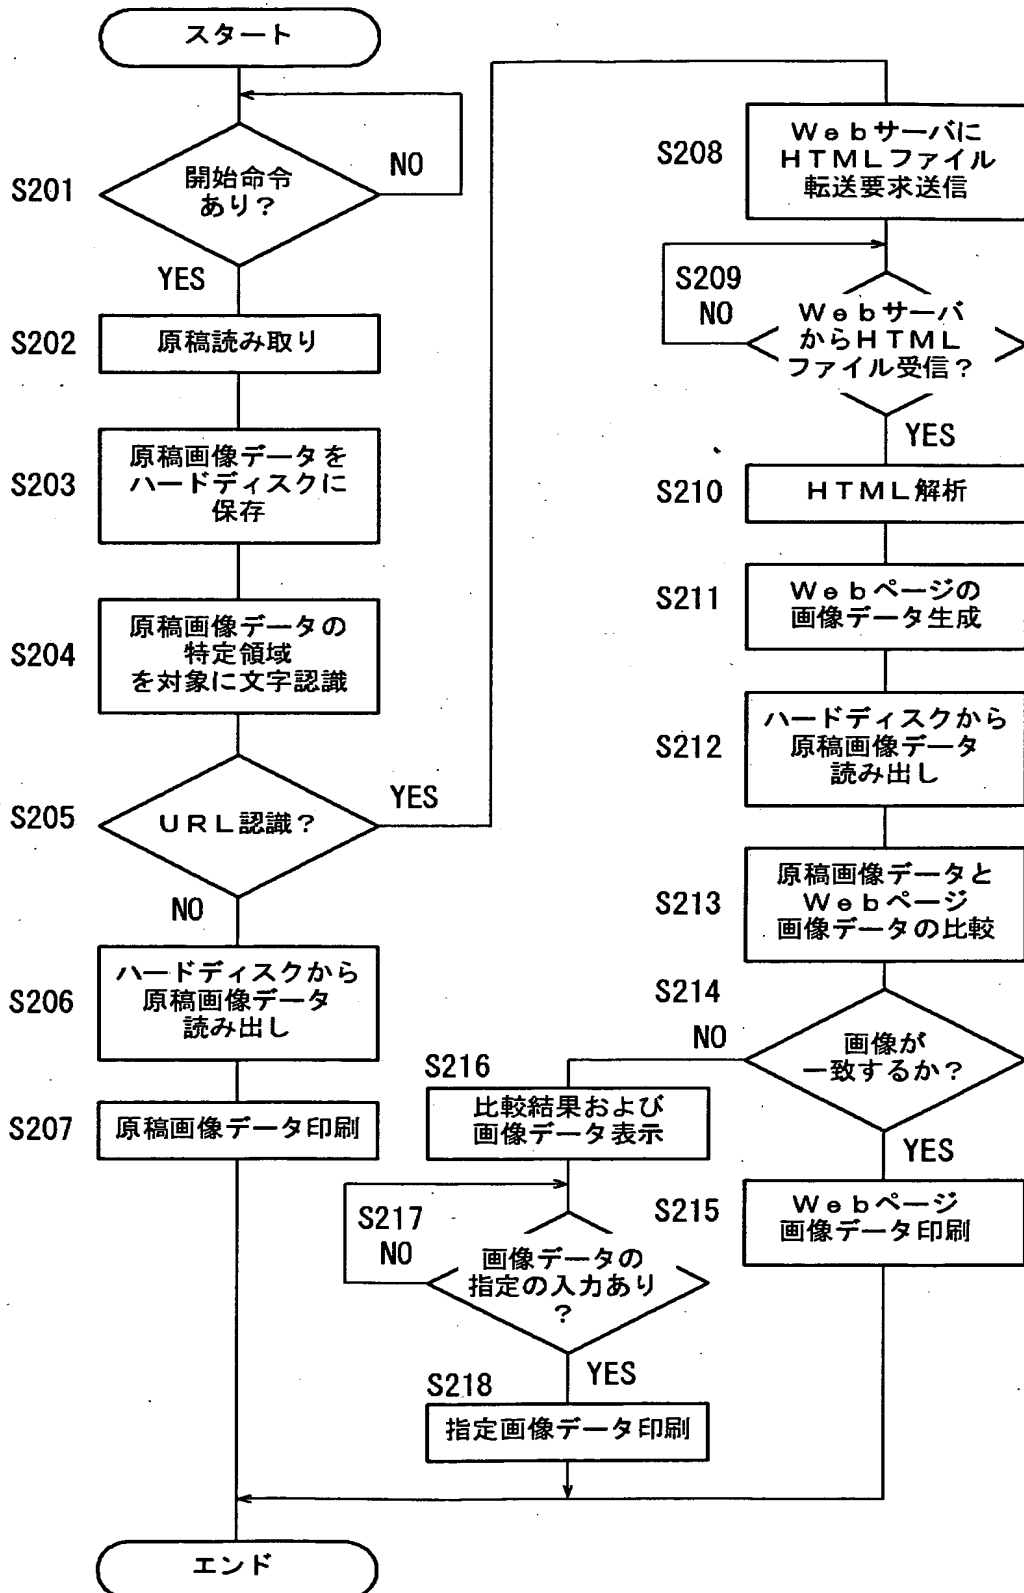 スタート
S201
開始命令
あり？
NO
YES
S202
原稿読み取り
S203
原稿画像データを
ハードディスクに
保存
S204
原稿画像データの
特定領域
を対象に文字認識
S205
ＵＲＬ認識？
YES
NO
S206
ハードディスクから
原稿画像データ
読み出し
S207
原稿画像データ印刷
S208
Ｗｅｂサーバに
ＨＴＭＬファイル
転送要求送信
S209
NO
Ｗｅｂサーバ
からＨＴＭＬ
ファイル受信？
YES
S210
ＨＴＭＬ解析
S211
Ｗｅｂページの
画像データ生成
S212
ハードディスクから
原稿画像データ
読み出し
S213
原稿画像データと
Ｗｅｂページ
画像データの比較
S214
NO
画像が
一致するか？
YES
S215
Ｗｅｂページ
画像データ印刷
S216
比較結果および
画像データ表示
S217
NO
画像データの
指定の入力あり
？
YES
S218
指定画像データ印刷
エンド